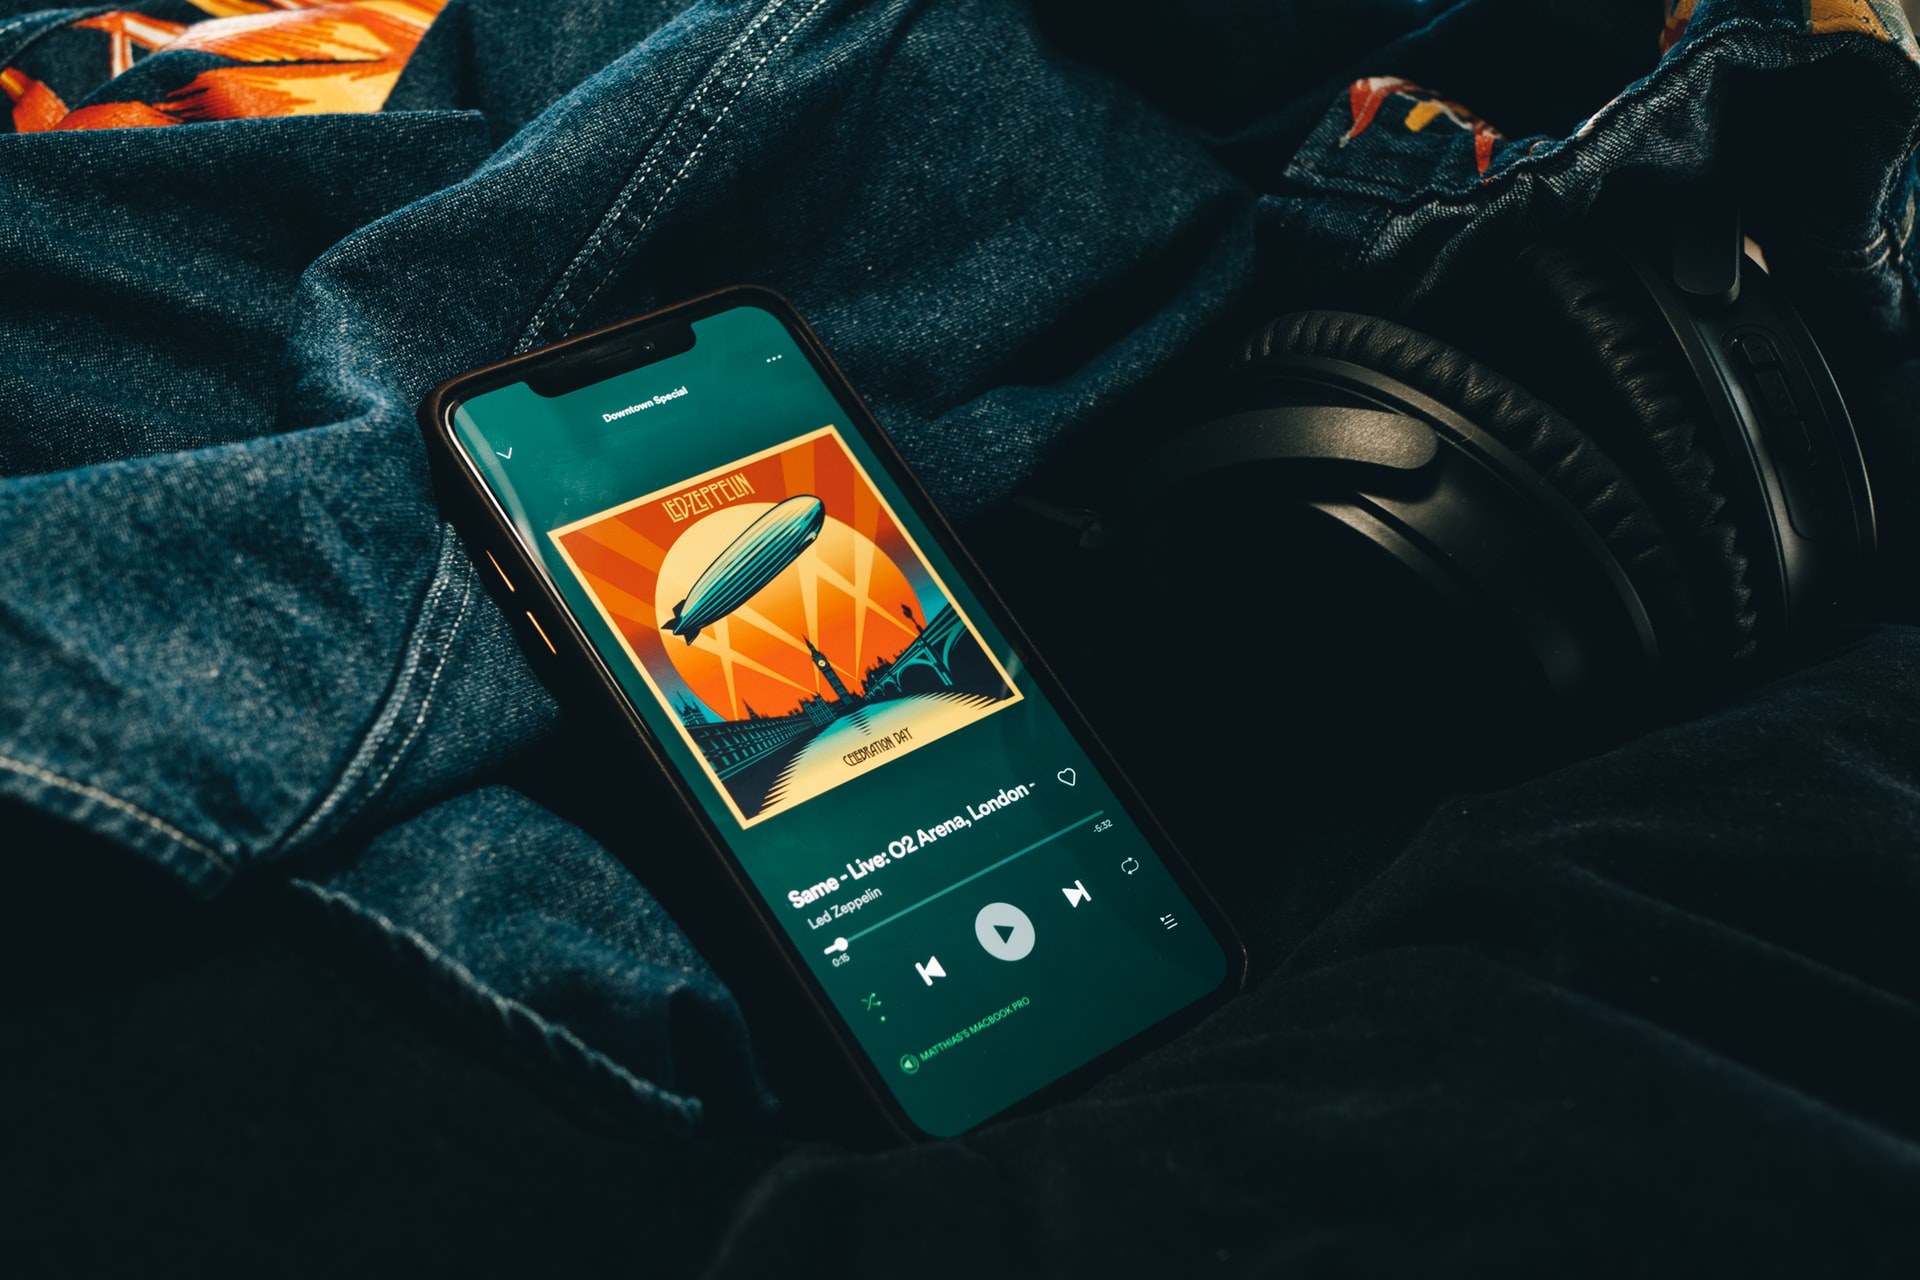 Downtown Special
LED ZEPPELIN
CELEBRATION DAY
Same - Live: O2 Arena, London -
Led Zeppelin
0:15
-5:32
MATTHIAS'S MACBOOK PRO